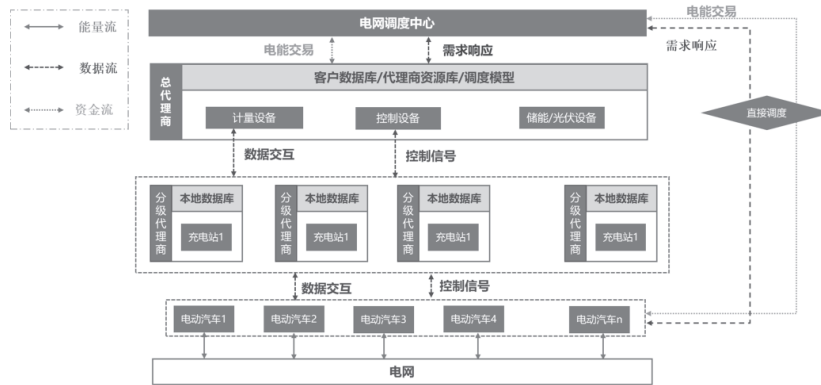 能量流
数据流
资金流
电网调度中心
电能交易
需求响应
电能交易
需求响应
直接调度
总代理商
客户数据库/代理商资源库/调度模型
计量设备
控制设备
储能/光伏设备
数据交互
控制信号
分级代理商
本地数据库
充电站1
分级代理商
本地数据库
充电站1
分级代理商
本地数据库
充电站1
分级代理商
本地数据库
充电站1
数据交互
控制信号
电动汽车1
电动汽车2
电动汽车3
电动汽车4
电动汽车n
电网